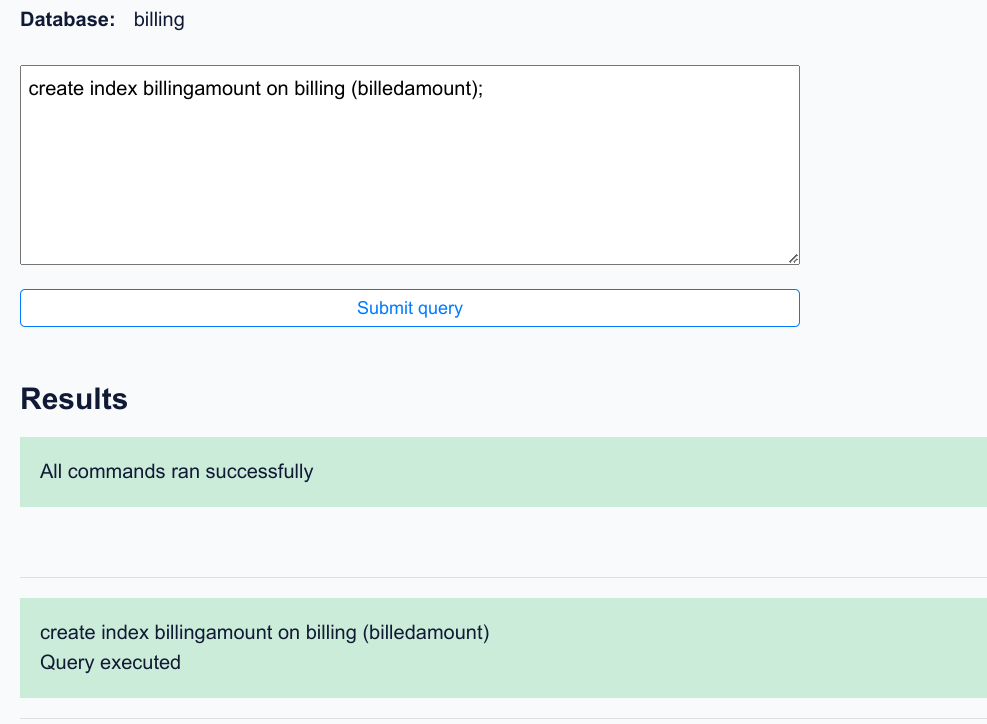 Database: billing
create index billingamount on billing (billedamount);
Submit query
Results
All commands ran successfully
create index billingamount on billing (billedamount)
Query executed